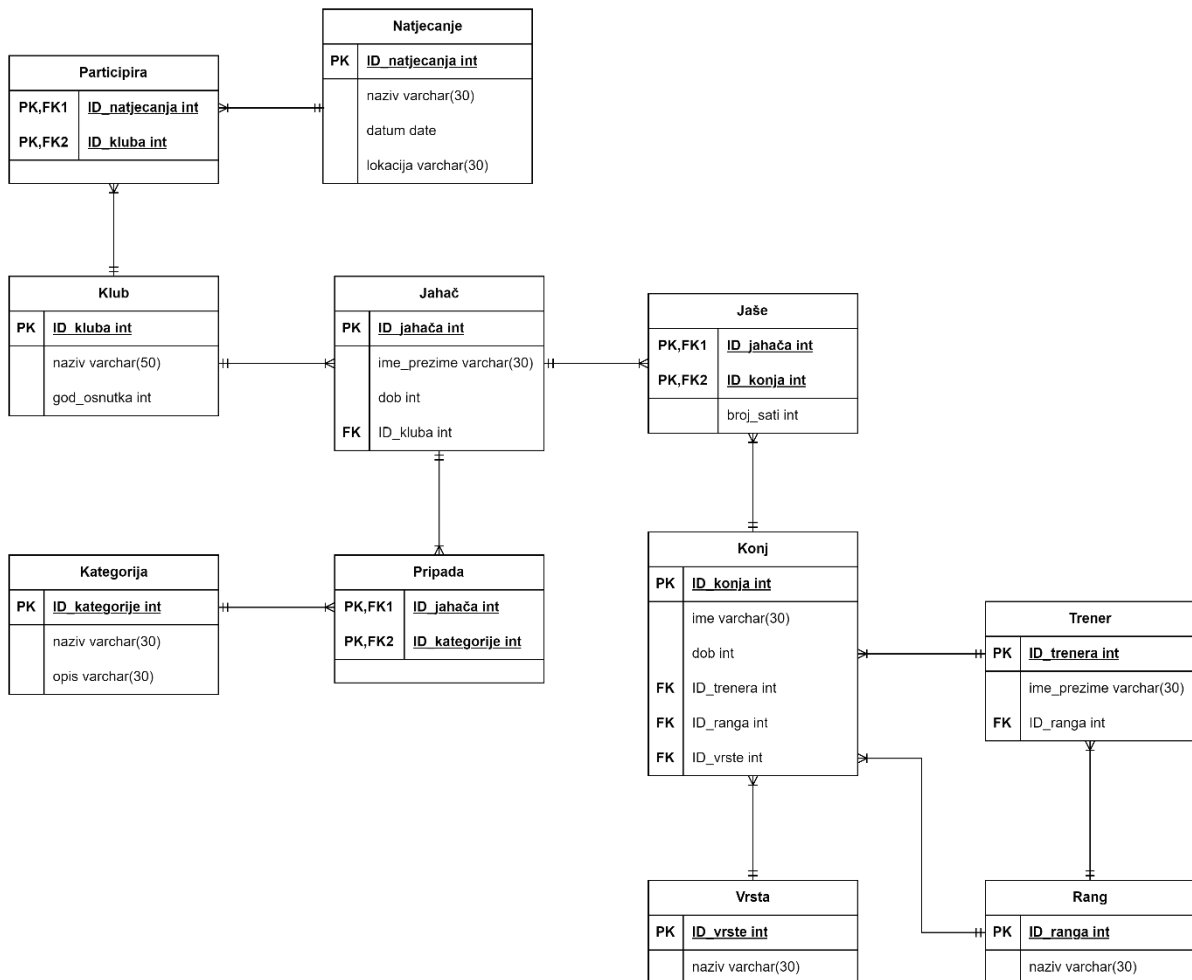 Natjecanje
PK ID_natjecanja int
naziv varchar(30)
datum date
lokacija varchar(30)
Participira
PK,FK1 ID_natjecanja int
PK,FK2 ID_kluba int
Klub
PK ID_kluba int
naziv varchar(50)
god_osnutka int
Jahač
PK ID_jahača int
ime_prezime varchar(30)
dob int
FK ID_kluba int
Jaše
PK,FK1 ID_jahača int
PK,FK2 ID_konja int
broj_sati int
Kategorija
PK ID_kategorije int
naziv varchar(30)
opis varchar(30)
Pripada
PK,FK1 ID_jahača int
PK,FK2 ID_kategorije int
Konj
PK ID_konja int
ime varchar(30)
dob int
FK ID_trenera int
FK ID_ranga int
FK ID_vrste int
Trener
PK ID_trenera int
ime_prezime varchar(30)
FK ID_ranga int
Vrsta
PK ID_vrste int
naziv varchar(30)
Rang
PK ID_ranga int
naziv varchar(30)